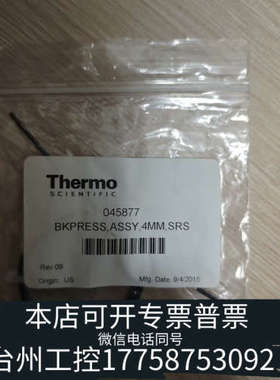 Thermo
SCIENTIFIC
045877
BKPRESS,ASSY,4MM,SRS
Rev 09
Origin: US
Mfg. Date: 9/4/2015
本店可开专票普票
微信电话同号
台州工控17758753092